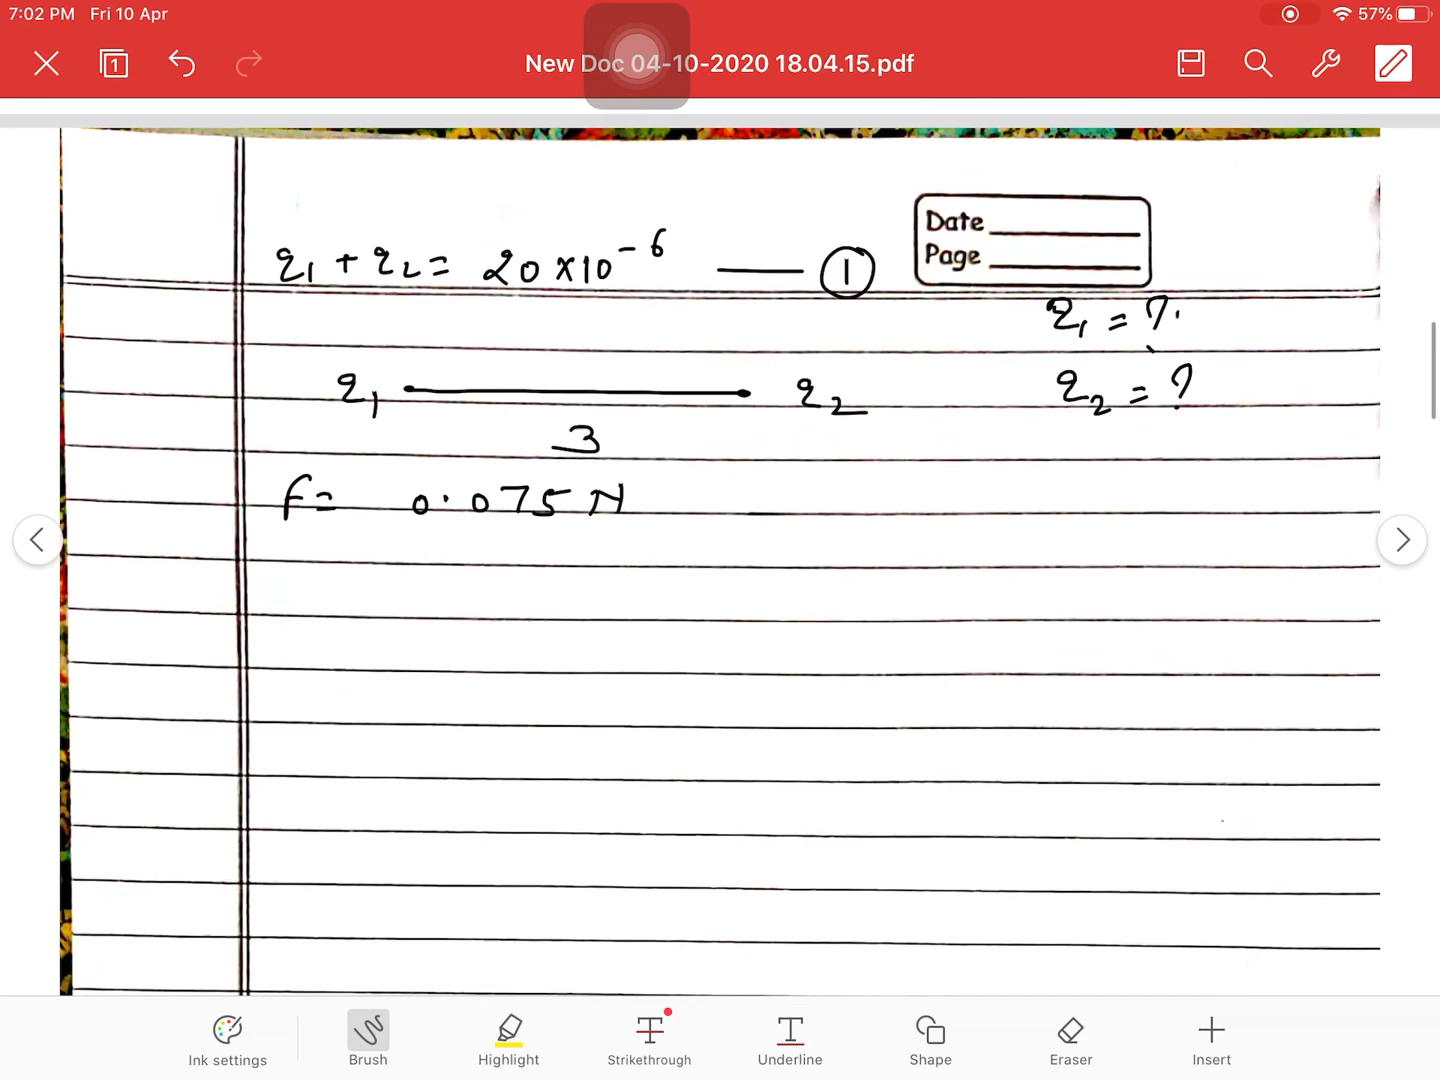 7:02 PM Fri 10 Apr 57%
1 New Doc 04-10-2020 18.04.15.pdf
Date
Page
q₁ + q₂ = 20 × 10⁻⁶ —— ①
q₁ = ?
q₁ q₂
q₂ = ?
3
F = 0.075 N
Ink settings Brush Highlight Strikethrough Underline Shape Eraser Insert